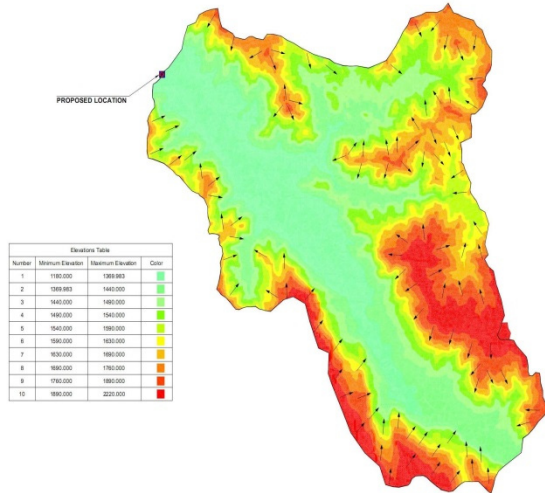 PROPOSED LOCATION
Elevations Table
Number Minimum Elevation Maximum Elevation Color
1 1180.000 1369.983
2 1369.983 1440.000
3 1440.000 1490.000
4 1490.000 1540.000
5 1540.000 1590.000
6 1590.000 1630.000
7 1630.000 1690.000
8 1690.000 1760.000
9 1760.000 1890.000
10 1890.000 2220.000